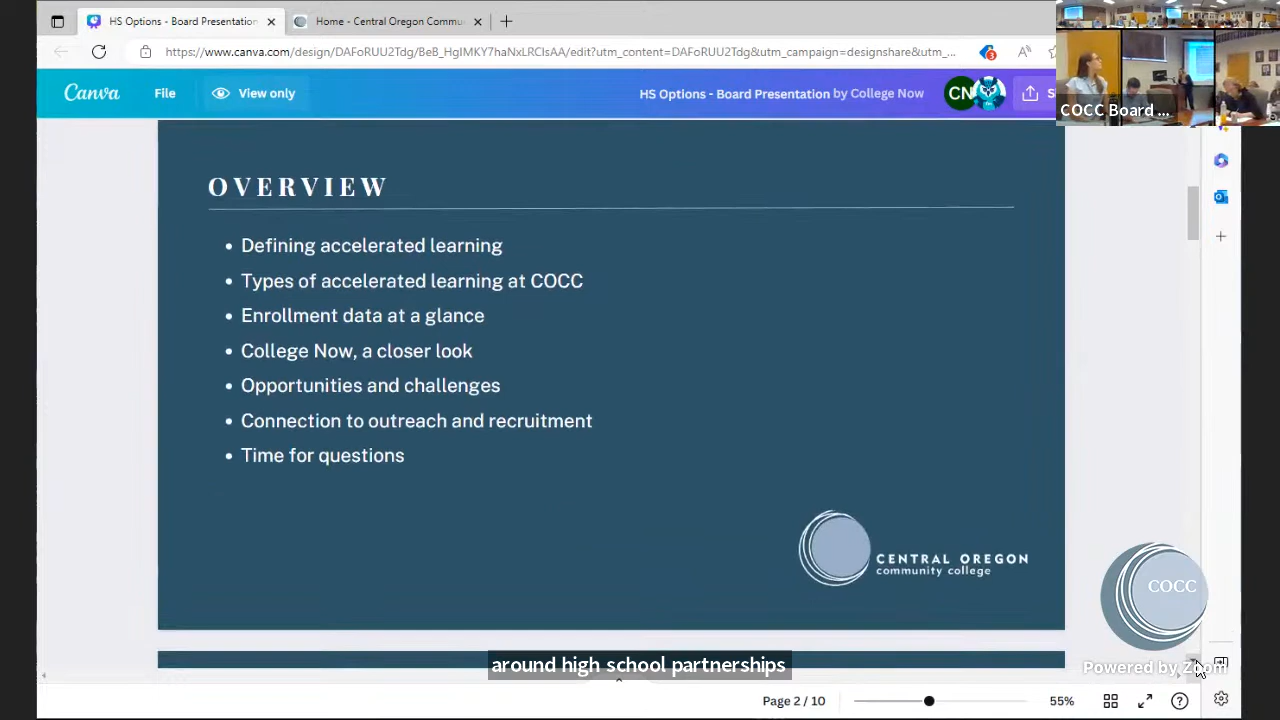 HS Options - Board Presentation
Home - Central Oregon Commu
https://www.canva.com/design/DAFoRUU2Tdg/Be8_HgIMKY7naNxLRCIsAA/edit?utm_content=DAFoRUU2Tdg&utm_campaign=designshare&utm_...
3
Canva
File
View only
HS Options - Board Presentation by College Now
CN
S
COCC Board ...
OVERVIEW
• Defining accelerated learning
• Types of accelerated learning at COCC
• Enrollment data at a glance
• College Now, a closer look
• Opportunities and challenges
• Connection to outreach and recruitment
• Time for questions
CENTRAL OREGON
community college
COCC
around high school partnerships
Powered by Zoom
Page 2 / 10
55%